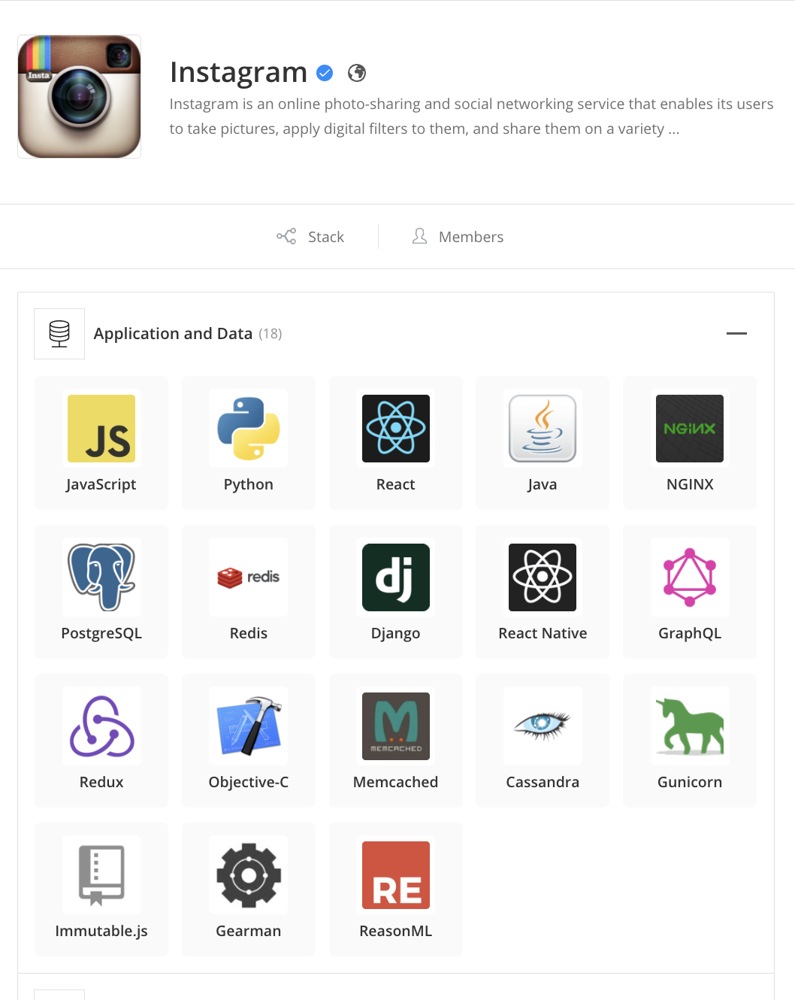 Insta
Instagram
Instagram is an online photo-sharing and social networking service that enables its users
to take pictures, apply digital filters to them, and share them on a variety ...
Stack
Members
Application and Data (18)
JS
NGINX
JavaScript
Python
React
Java
NGINX
redis
dj
PostgreSQL
Redis
Django
React Native
GraphQL
MEMCACHED
Redux
Objective-C
Memcached
Cassandra
Gunicorn
RE
Immutable.js
Gearman
ReasonML